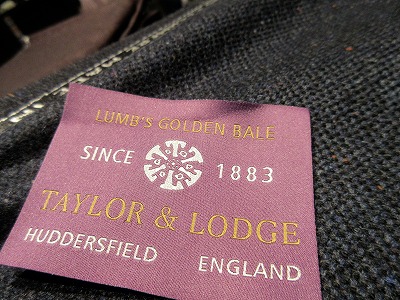 LUMB'S GOLDEN BALE
SINCE 1883
TAYLOR & LODGE
HUDDERSFIELD ENGLAND